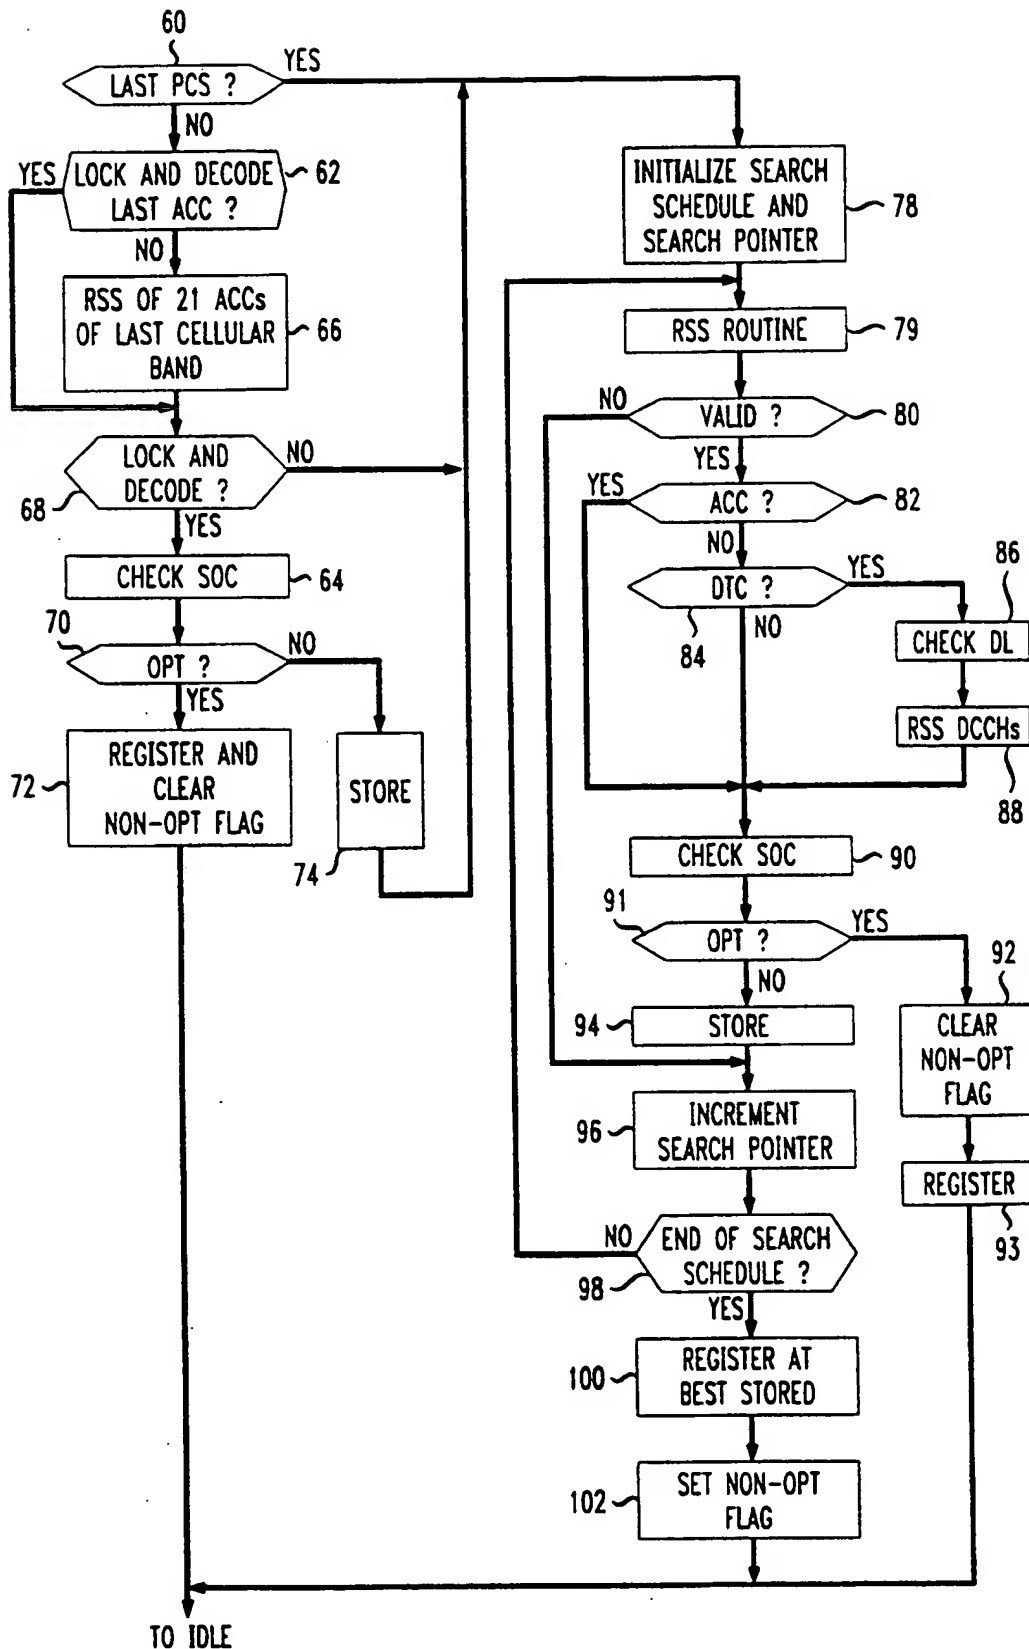 60
LAST PCS ?
YES
NO
YES
LOCK AND DECODE
LAST ACC ?
62
NO
RSS OF 21 ACCs
OF LAST CELLULAR
BAND
66
LOCK AND
DECODE ?
NO
68
YES
CHECK SOC
64
70
OPT ?
NO
YES
72
REGISTER AND
CLEAR
NON-OPT FLAG
STORE
74
INITIALIZE SEARCH
SCHEDULE AND
SEARCH POINTER
78
RSS ROUTINE
79
NO
VALID ?
80
YES
YES
ACC ?
82
NO
DTC ?
YES
86
84
NO
CHECK DL
RSS DCCHs
88
CHECK SOC
90
91
OPT ?
YES
NO
92
94
STORE
CLEAR
NON-OPT
FLAG
96
INCREMENT
SEARCH POINTER
REGISTER
93
NO
END OF SEARCH
SCHEDULE ?
98
YES
100
REGISTER AT
BEST STORED
102
SET NON-OPT
FLAG
TO IDLE